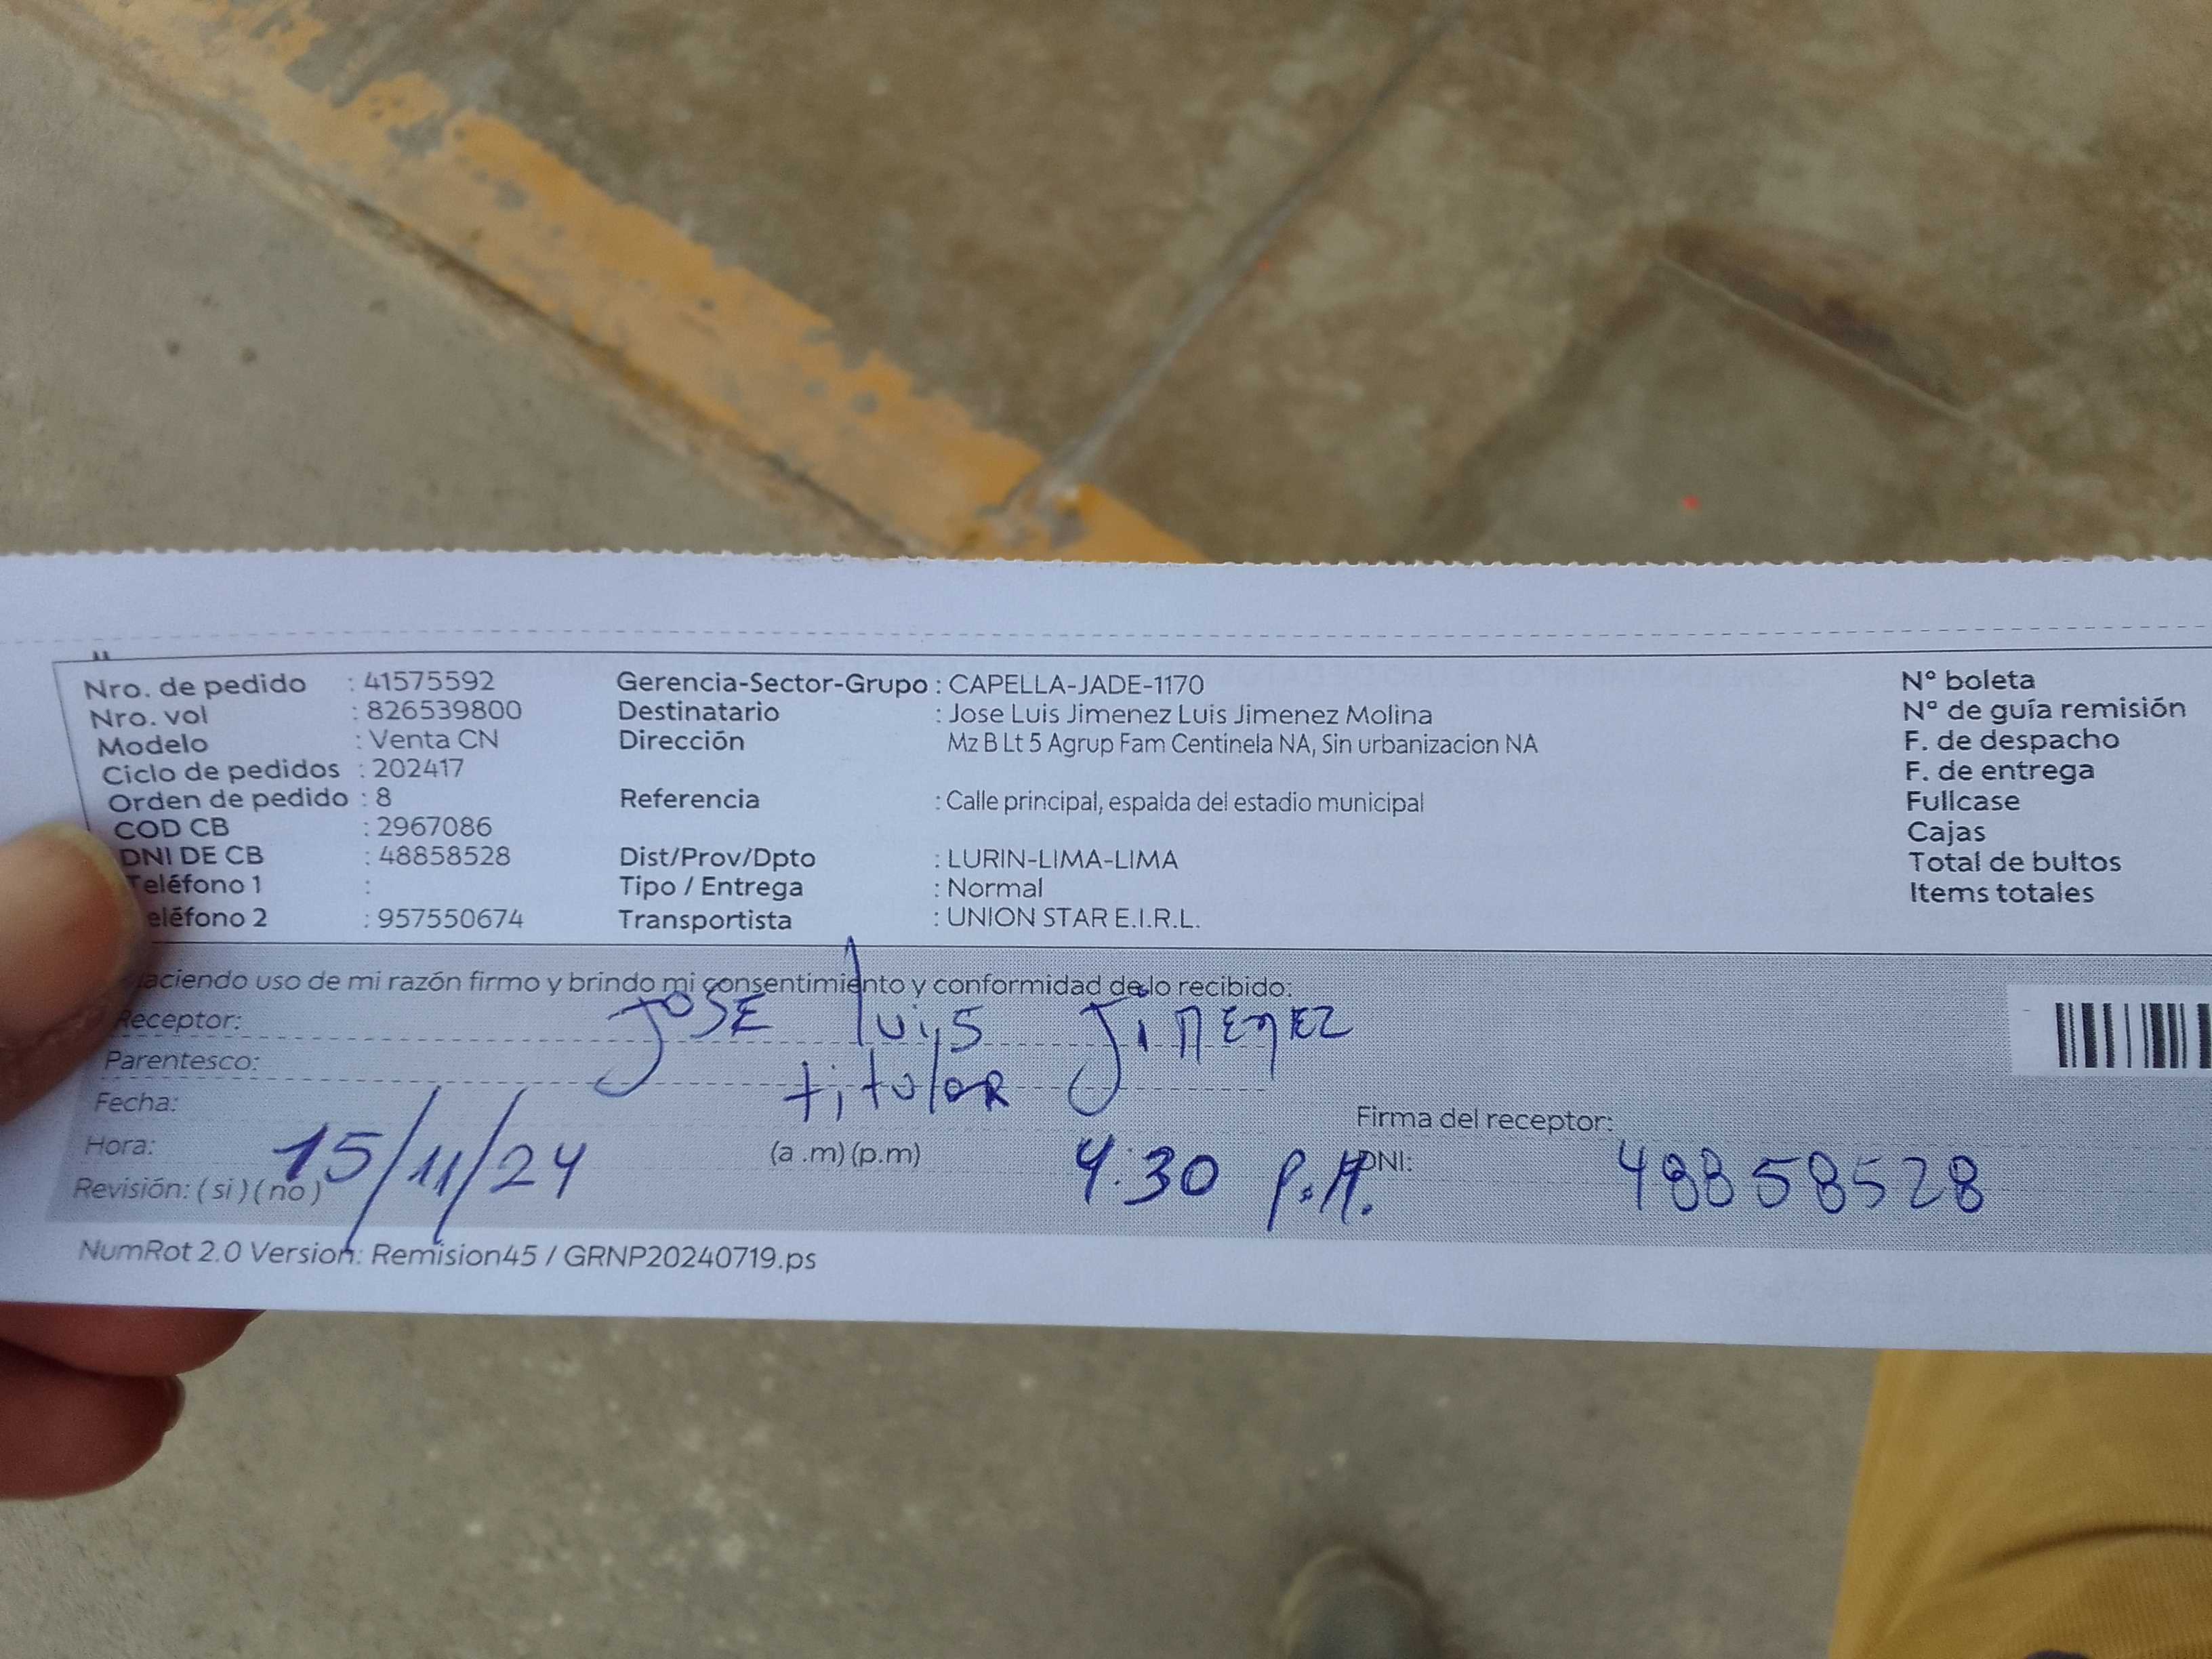 Nro. de pedido : 41575592
Nro. vol : 826539800
Modelo : Venta CN
Ciclo de pedidos : 202417
Orden de pedido : 8
COD CB : 2967086
DNI DE CB : 48858528
Teléfono 1 :
eléfono 2 : 957550674
Gerencia-Sector-Grupo : CAPELLA-JADE-1170
Destinatario : Jose Luis Jimenez Luis Jimenez Molina
Dirección Mz B Lt 5 Agrup Fam Centinela NA, Sin urbanizacion NA
Referencia : Calle principal, espalda del estadio municipal
Dist/Prov/Dpto : LURIN-LIMA-LIMA
Tipo / Entrega : Normal
Transportista : UNION STAR E.I.R.L.
N° boleta
N° de guía remisión
F. de despacho
F. de entrega
Fullcase
Cajas
Total de bultos
Items totales
aciendo uso de mi razón firmo y brindo mi consentimiento y conformidad de lo recibido:
Receptor: JOSE luis JiMENEZ
Parentesco: titular
Fecha:
Firma del receptor:
Hora: 15/11/24 (a .m) (p.m) 4:30 P.M. DNI: 48858528
Revisión: ( si ) ( no )
NumRot 2.0 Version: Remision45 / GRNP20240719.ps